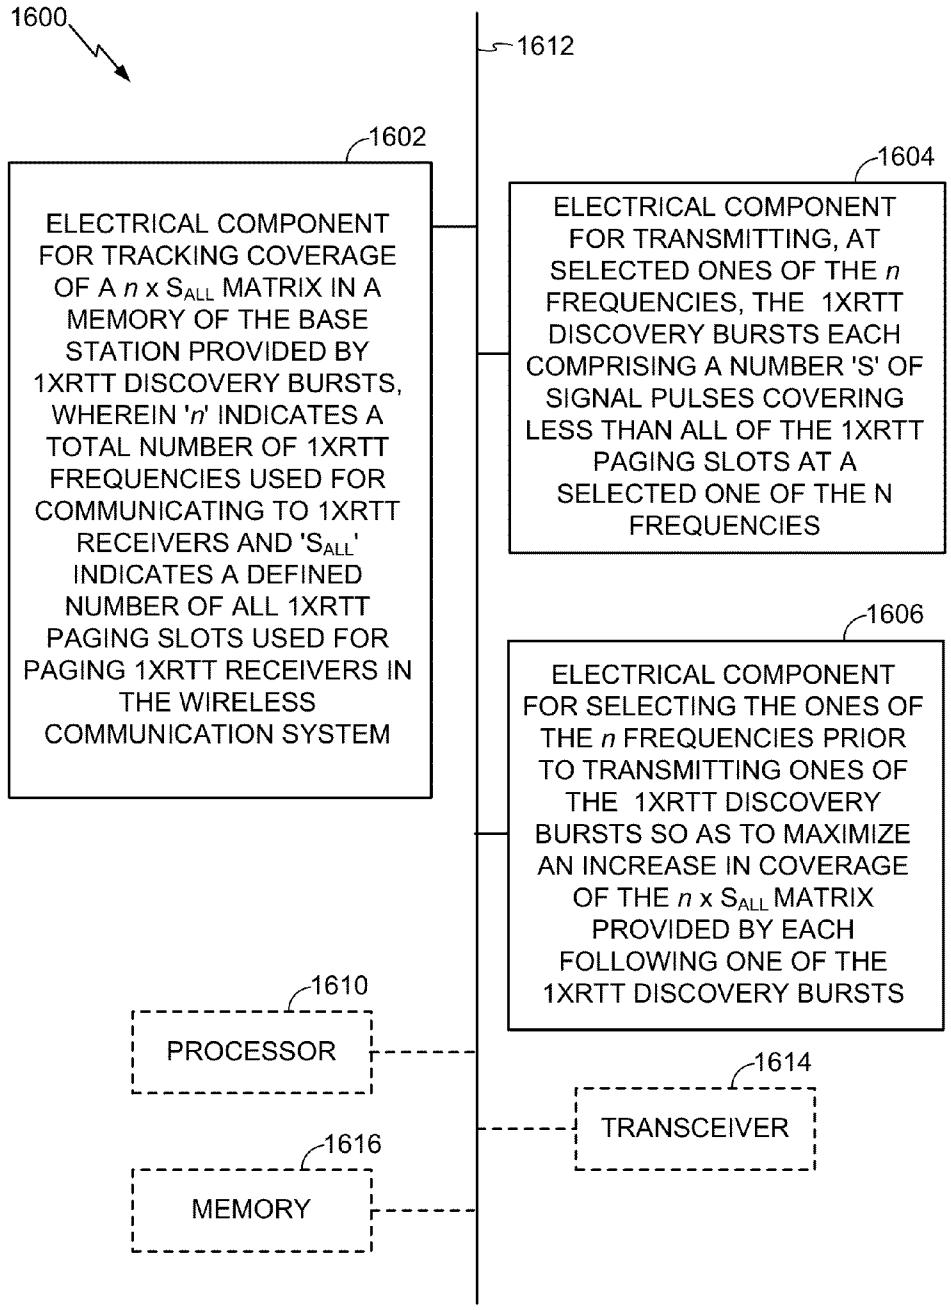 1600
1612
1602
ELECTRICAL COMPONENT
FOR TRACKING COVERAGE
OF A n x SALL MATRIX IN A
MEMORY OF THE BASE
STATION PROVIDED BY
1XRTT DISCOVERY BURSTS,
WHEREIN 'n' INDICATES A
TOTAL NUMBER OF 1XRTT
FREQUENCIES USED FOR
COMMUNICATING TO 1XRTT
RECEIVERS AND 'SALL'
INDICATES A DEFINED
NUMBER OF ALL 1XRTT
PAGING SLOTS USED FOR
PAGING 1XRTT RECEIVERS IN
THE WIRELESS
COMMUNICATION SYSTEM
1604
ELECTRICAL COMPONENT
FOR TRANSMITTING, AT
SELECTED ONES OF THE n
FREQUENCIES, THE 1XRTT
DISCOVERY BURSTS EACH
COMPRISING A NUMBER 'S' OF
SIGNAL PULSES COVERING
LESS THAN ALL OF THE 1XRTT
PAGING SLOTS AT A
SELECTED ONE OF THE N
FREQUENCIES
1606
ELECTRICAL COMPONENT
FOR SELECTING THE ONES OF
THE n FREQUENCIES PRIOR
TO TRANSMITTING ONES OF
THE 1XRTT DISCOVERY
BURSTS SO AS TO MAXIMIZE
AN INCREASE IN COVERAGE
OF THE n x SALL MATRIX
PROVIDED BY EACH
FOLLOWING ONE OF THE
1XRTT DISCOVERY BURSTS
1610
PROCESSOR
1614
TRANSCEIVER
1616
MEMORY